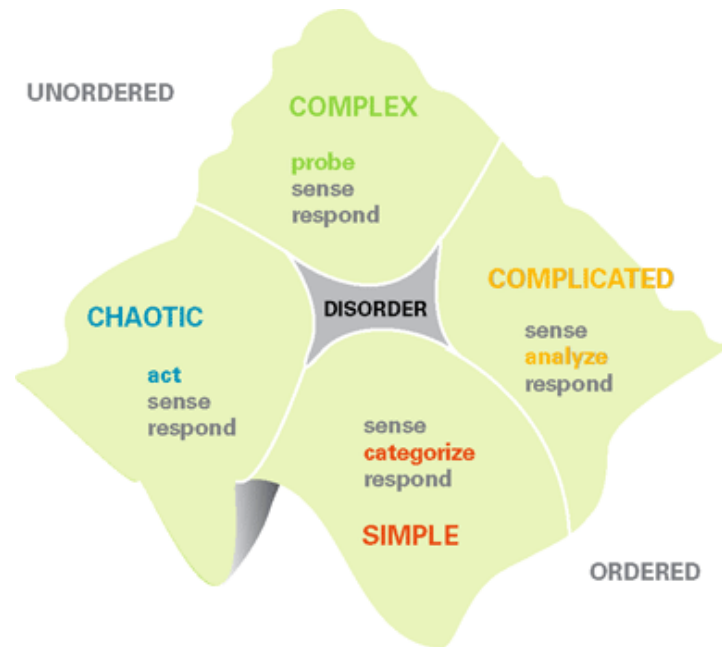 UNORDERED
COMPLEX
probe
sense
respond
COMPLICATED
sense
analyze
respond
DISORDER
CHAOTIC
act
sense
respond
sense
categorize
respond
SIMPLE
ORDERED